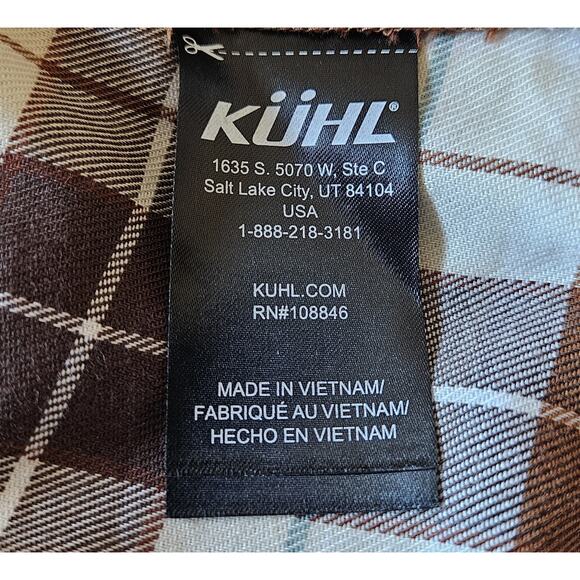 KÜHL®
1635 S. 5070 W, Ste C
Salt Lake City, UT 84104
USA
1-888-218-3181
KUHL.COM
RN#108846
MADE IN VIETNAM/
FABRIQUÉ AU VIETNAM/
HECHO EN VIETNAM